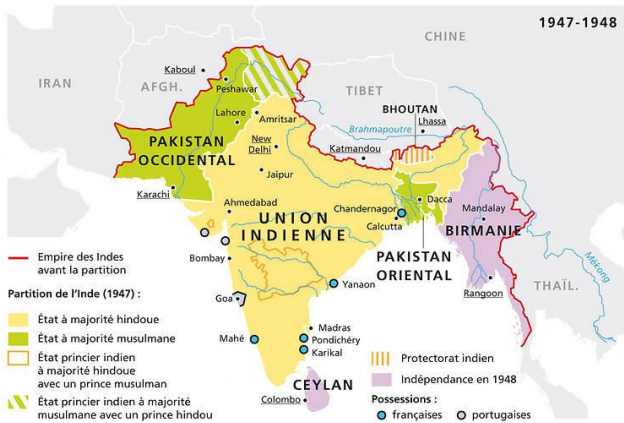 1947-1948
CHINE
IRAN
AFGH.
Kaboul
Peshawar
TIBET
BHOUTAN
Lhassa
Brahmapoutre
Lahore
Amritsar
PAKISTAN
OCCIDENTAL
New
Delhi
Katmandou
Jaipur
Karachi
Ahmedabad
Chandernagor
Dacca
Mandalay
UNION
INDIENNE
Calcutta
BIRMANIE
PAKISTAN
ORIENTAL
Bombay
Yanaon
Rangoon
THAÏL.
Mékong
Goa
Mahé
Madras
Pondichéry
Karikal
CEYLAN
Colombo
Empire des Indes
avant la partition
Partition de l'Inde (1947) :
État à majorité hindoue
État à majorité musulmane
État princier indien
à majorité hindoue
avec un prince musulman
État princier indien à majorité
musulmane avec un prince hindou
Protectorat indien
Indépendance en 1948
Possessions :
françaises
portugaises